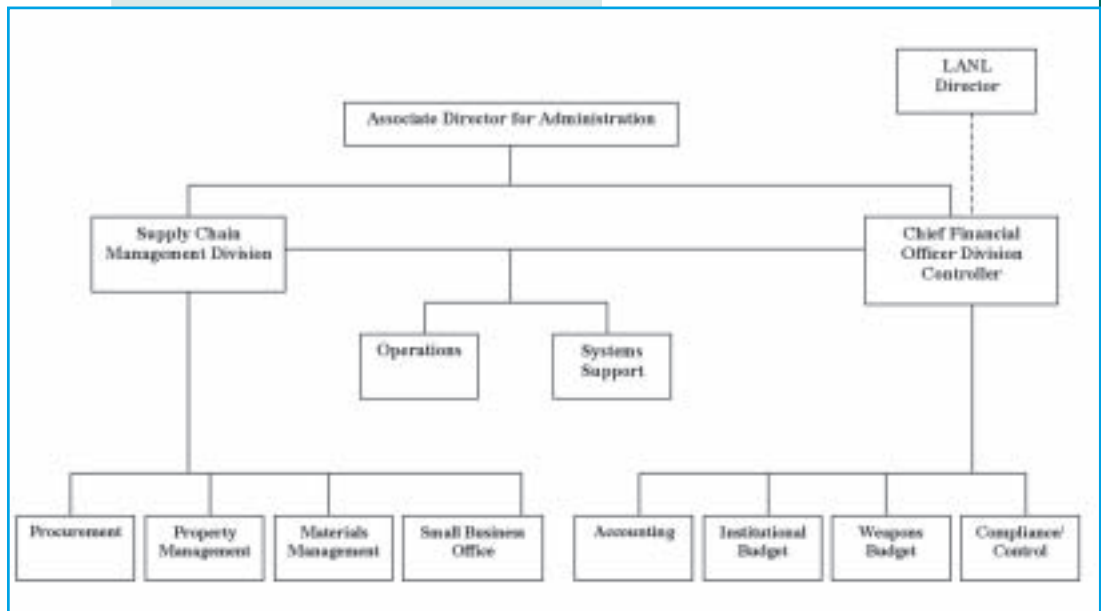 LANL
Director
Associate Director for Administration
Supply Chain
Management Division
Chief Financial
Officer Division
Controller
Operations
Systems
Support
Procurement
Property
Management
Materials
Management
Small Business
Office
Accounting
Institutional
Budget
Weapons
Budget
Compliance/
Control